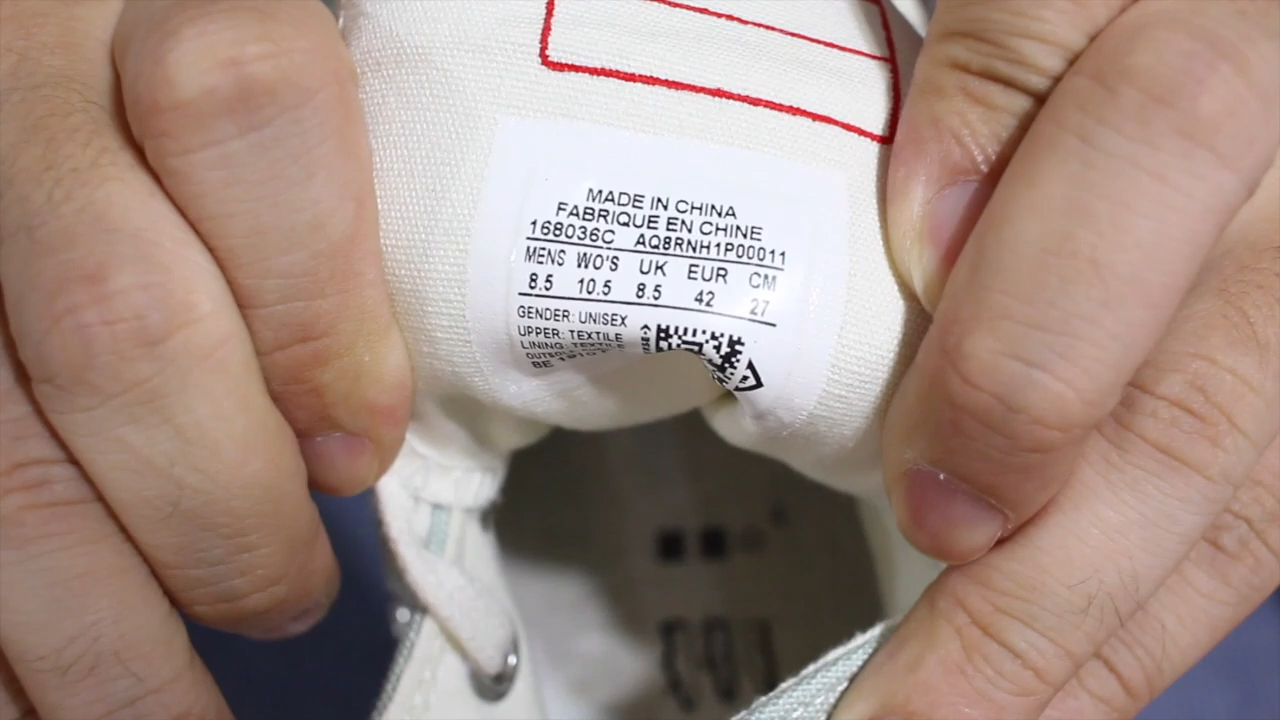 MADE IN CHINA
FABRIQUE EN CHINE
168036C AQ8RNH1P00011
MENS WO'S UK EUR CM
8.5 10.5 8.5 42 27
GENDER: UNISEX
UPPER: TEXTILE
LINING: TEXTILE
BE